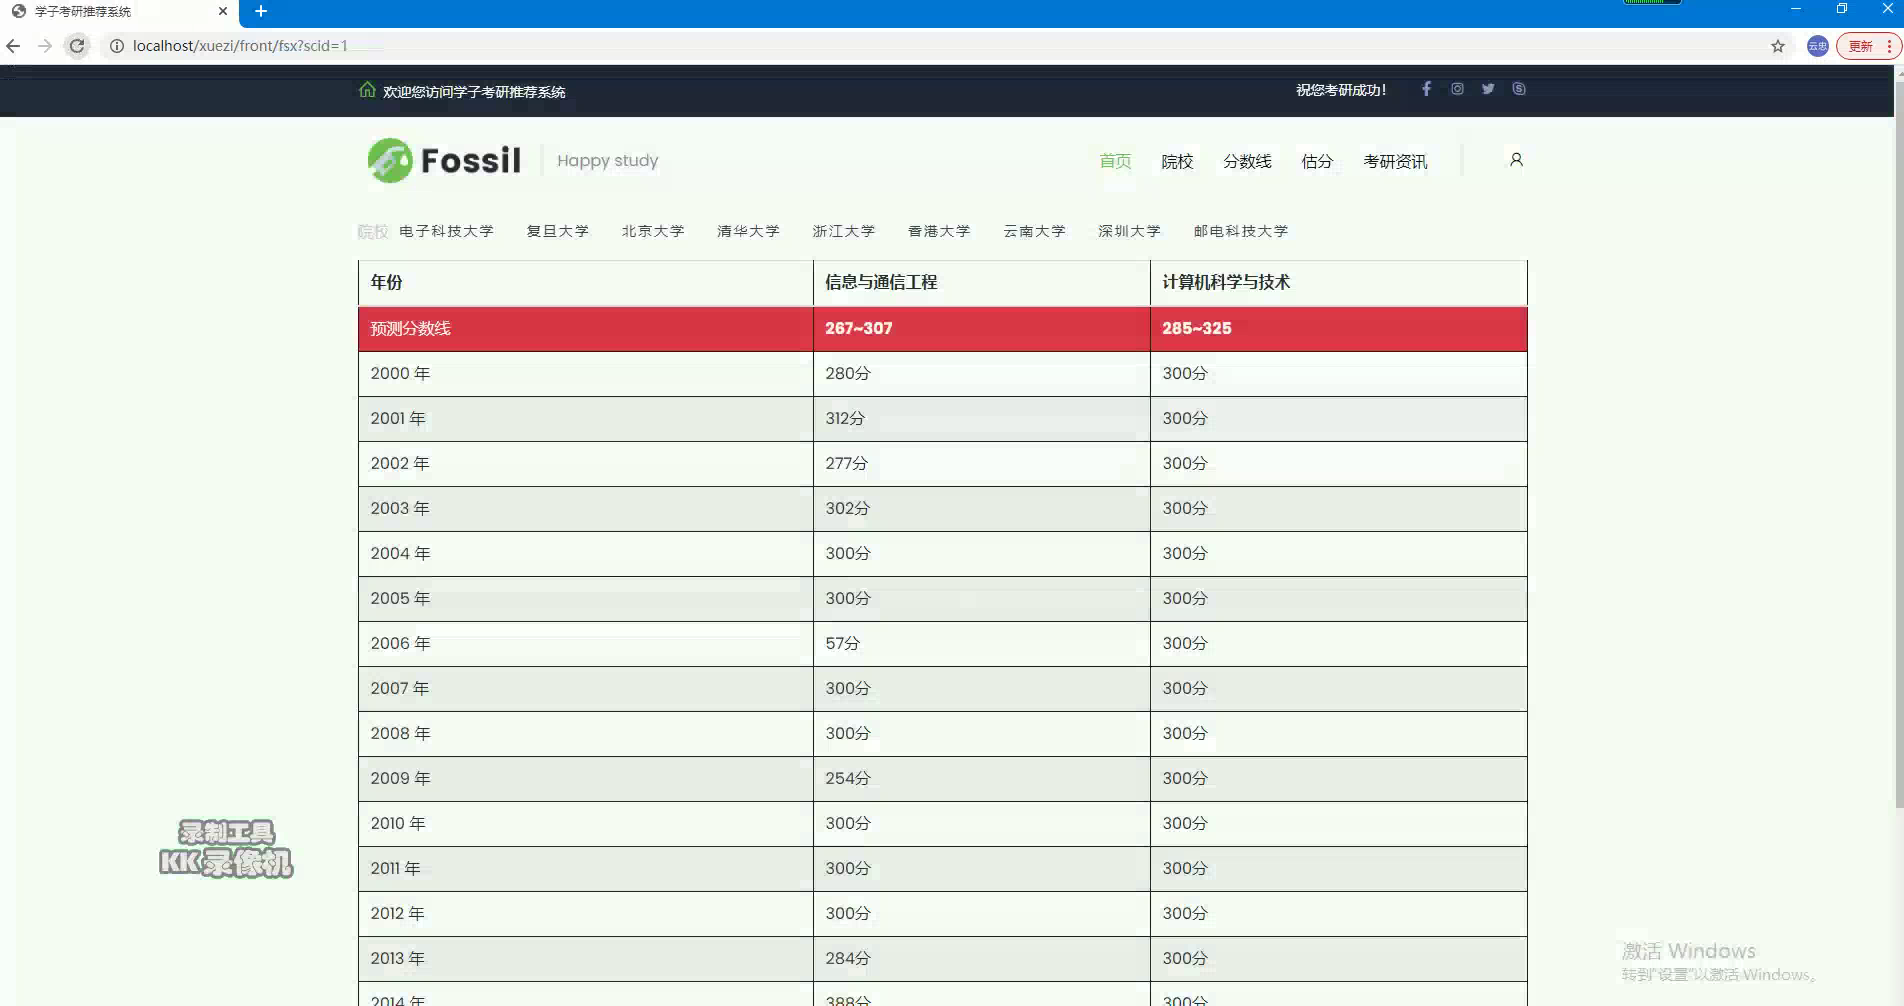 学子考研推荐系统
localhost/xuezi/front/fsx?scid=1
云忠
更新
欢迎您访问学子考研推荐系统 祝您考研成功!
Fossil Happy study 首页 院校 分数线 估分 考研资讯
院校 电子科技大学 复旦大学 北京大学 清华大学 浙江大学 香港大学 云南大学 深圳大学 邮电科技大学
年份 信息与通信工程 计算机科学与技术
预测分数线 267~307 285~325
2000 年 280分 300分
2001 年 312分 300分
2002 年 277分 300分
2003 年 302分 300分
2004 年 300分 300分
2005 年 300分 300分
2006 年 57分 300分
2007 年 300分 300分
2008 年 300分 300分
2009 年 254分 300分
2010 年 300分 300分
2011 年 300分 300分
2012 年 300分 300分
2013 年 284分 300分
2014 年 388分 300分
录制工具
KK录像机
激活 Windows
转到"设置"以激活 Windows。